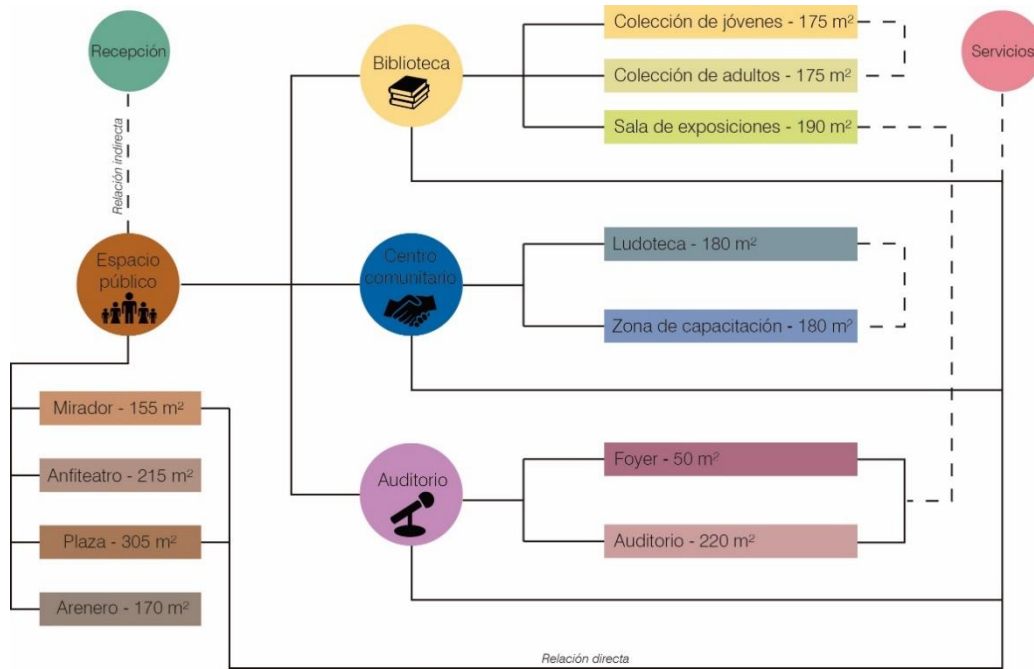 Recepción
Relación indirecta
Espacio
público
Mirador - 155 m²
Anfiteatro - 215 m²
Plaza - 305 m²
Arenero - 170 m²
Biblioteca
Colección de jóvenes - 175 m²
Colección de adultos - 175 m²
Sala de exposiciones - 190 m²
Servicios
Centro
comunitario
Ludoteca - 180 m²
Zona de capacitación - 180 m²
Auditorio
Foyer - 50 m²
Auditorio - 220 m²
Relación directa